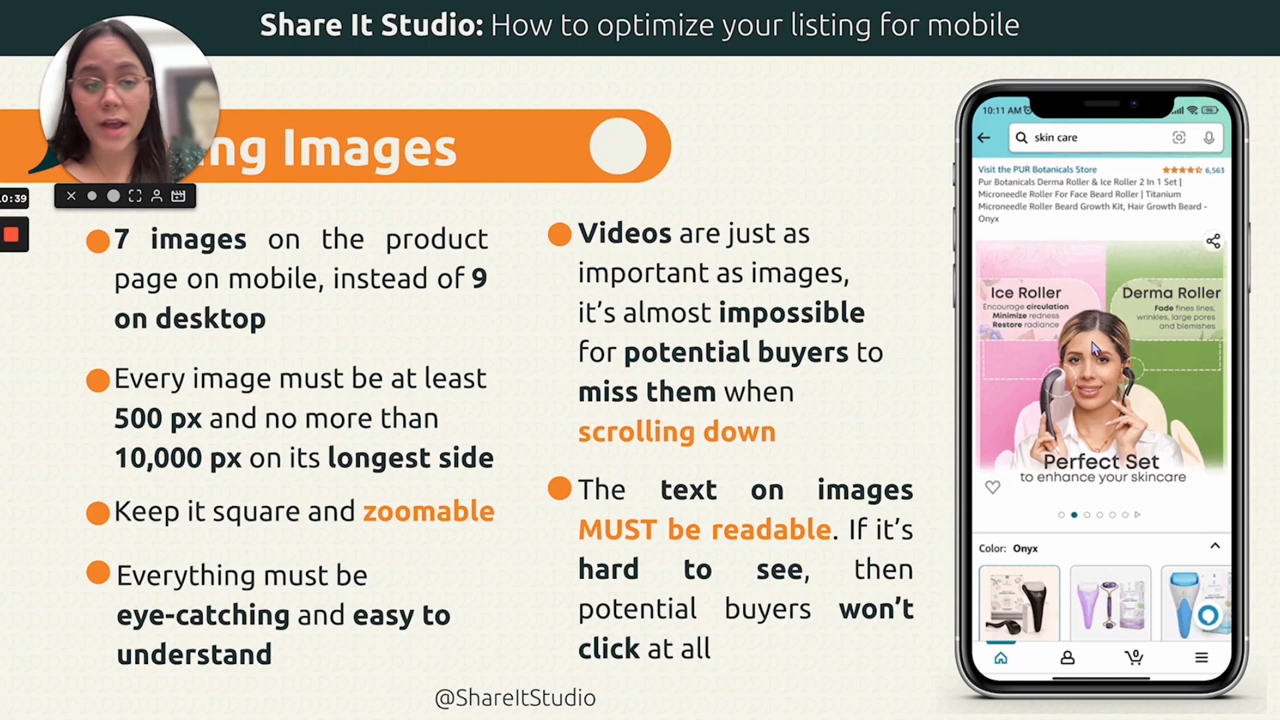 Share It Studio: How to optimize your listing for mobile
ng Images
0:39
7 images on the product
page on mobile, instead of 9
on desktop
Every image must be at least
500 px and no more than
10,000 px on its longest side
Keep it square and zoomable
Everything must be
eye-catching and easy to
understand
Videos are just as
important as images,
it's almost impossible
for potential buyers to
miss them when
scrolling down
The text on images
MUST be readable. If it's
hard to see, then
potential buyers won't
click at all
@ShareItStudio
10:11 AM
skin care
Visit the PUR Botanicals Store
6,563
Pur Botanicals Derma Roller & Ice Roller 2 In 1 Set |
Microneedle Roller For Face Beard Roller | Titanium
Microneedle Roller Beard Growth Kit, Hair Growth Beard -
Onyx
Ice Roller
Encourage circulation
Minimize redness
Restore radiance
Derma Roller
Fade fines lines,
wrinkles, large pores
and blemishes
Perfect Set
to enhance your skincare
Color: Onyx
0